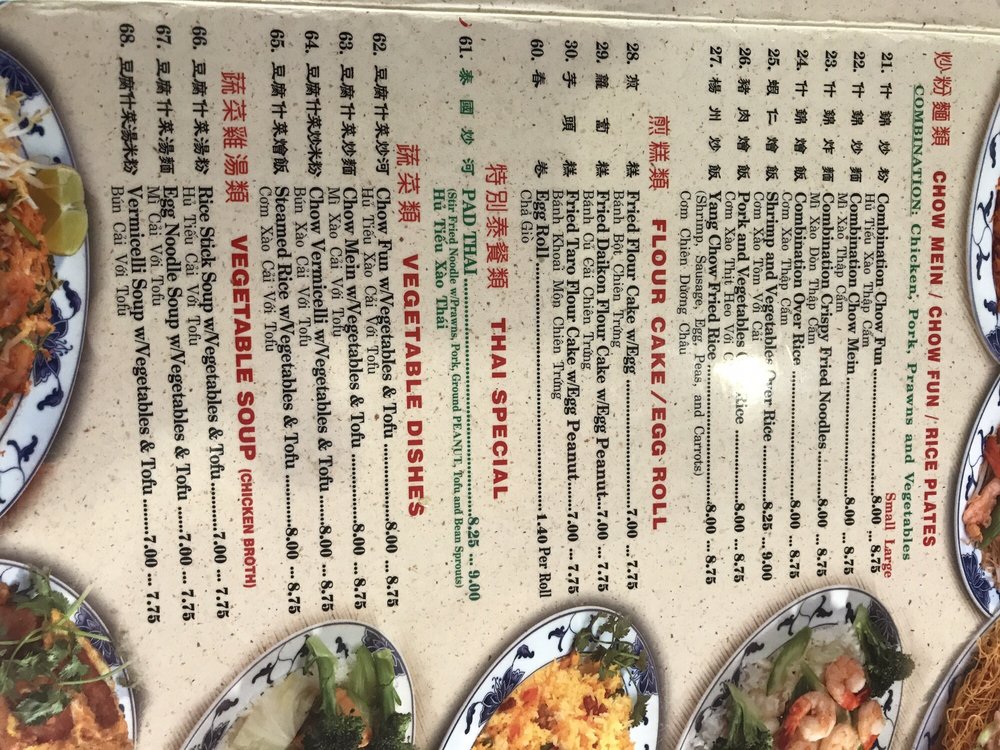 炒粉麵類 CHOW MEIN / CHOW FUN / RICE PLATES
COMBINATION: Chicken, Pork, Prawns and Vegetables
Small Large
21. 什錦炒粉 Combination Chow Fun 8.00 ... 8.75
Hủ Tiếu Xào Thập Cẩm
22. 什錦炒麵 Combination Chow Mein 8.00 ... 8.75
Mì Xào Thập Cẩm
23. 什錦炸麵 Combination Crispy Fried Noodles 8.00 ... 8.75
Mì Xào Dòn Thập Cẩm
24. 什錦燴飯 Combination Over Rice 8.00 ... 8.75
Cơm Xào Thập Cẩm
25. 蝦仁燴飯 Shrimp and Vegetables Over Rice 8.25 ... 9.00
Cơm Xào Tôm Với Cải
26. 豬肉燴飯 Pork and Vegetables Rice 8.00 ... 8.75
Cơm Xào Thịt Heo Với Cải
27. 楊州炒飯 Yang Chow Fried Rice 8.00 ... 8.75
(Shrimp, Sausage, Egg, Peas, and Carrots)
Cơm Chiên Dương Châu
煎糕類 FLOUR CAKE / EGG ROLL
28. 煎糕 Fried Flour Cake w/Egg 7.00 ... 7.75
Bánh Bột Chiên Trứng
29. 蘿蔔糕 Fried Daikon Flour Cake w/Egg Peanut 7.00 ... 7.75
Bánh Củ Cải Chiên Trứng
30. 芋頭糕 Fried Taro Flour Cake w/Egg Peanut 7.00 ... 7.75
Bánh Khoai Môn Chiên Trứng
60. 春卷 Egg Roll 1.40 Per Roll
Chả Giò
特別泰餐類 THAI SPECIAL
61. 泰國炒河 PAD THAI 8.25 ... 9.00
(Stir Fried Noodle w/Prawns, Pork, Ground PEANUT, Tofu and Bean Sprouts)
Hủ Tiếu Xào Thái
蔬菜類. VEGETABLE DISHES
62. 豆腐什菜炒河 Chow Fun w/Vegetables & Tofu 8.00 ... 8.75
Hủ Tiếu Xào Cải Với Tofu
63. 豆腐什菜炒麵 Chow Mein w/Vegetables & Tofu 8.00 ... 8.75
Mì Xào Cải Với Tofu
64. 豆腐什菜炒米粉 Chow Vermicelli w/Vegetables & Tofu 8.00 ... 8.75
Bún Xào Cải Với Tofu
65. 豆腐什菜燴飯 Steamed Rice w/Vegetables & Tofu 8.00 ... 8.75
Cơm Xào Cải Với Tofu
蔬菜雞湯類 VEGETABLE SOUP (CHICKEN BROTH)
66. 豆腐什菜湯粉 Rice Stick Soup w/Vegetables & Tofu 7.00 ... 7.75
Hủ Tiếu Cải Với Tofu
67. 豆腐什菜湯麵 Egg Noodle Soup w/Vegetables & Tofu 7.00 ... 7.75
Mì Cải Với Tofu
68. 豆腐什菜湯米粉 Vermicelli Soup w/Vegetables & Tofu 7.00 ... 7.75
Bún Cải Với Tofu